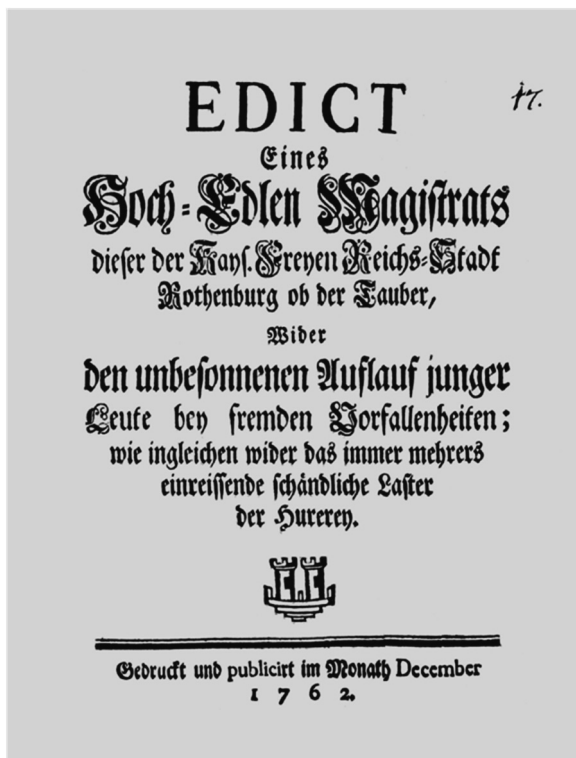 EDICT
17.
Eines
Hoch-Edlen Magistrats
dieser der Kays. Freyen Reichs-Stadt
Rothenburg ob der Tauber,
Wider
den unbesonnenen Auflauf junger
Leute bey fremden Vorfallenheiten;
wie ingleichen wider das immer mehrers
einreissende schändliche Laster
der Hurerey.
Gedruckt und publicirt im Monath December
1762.